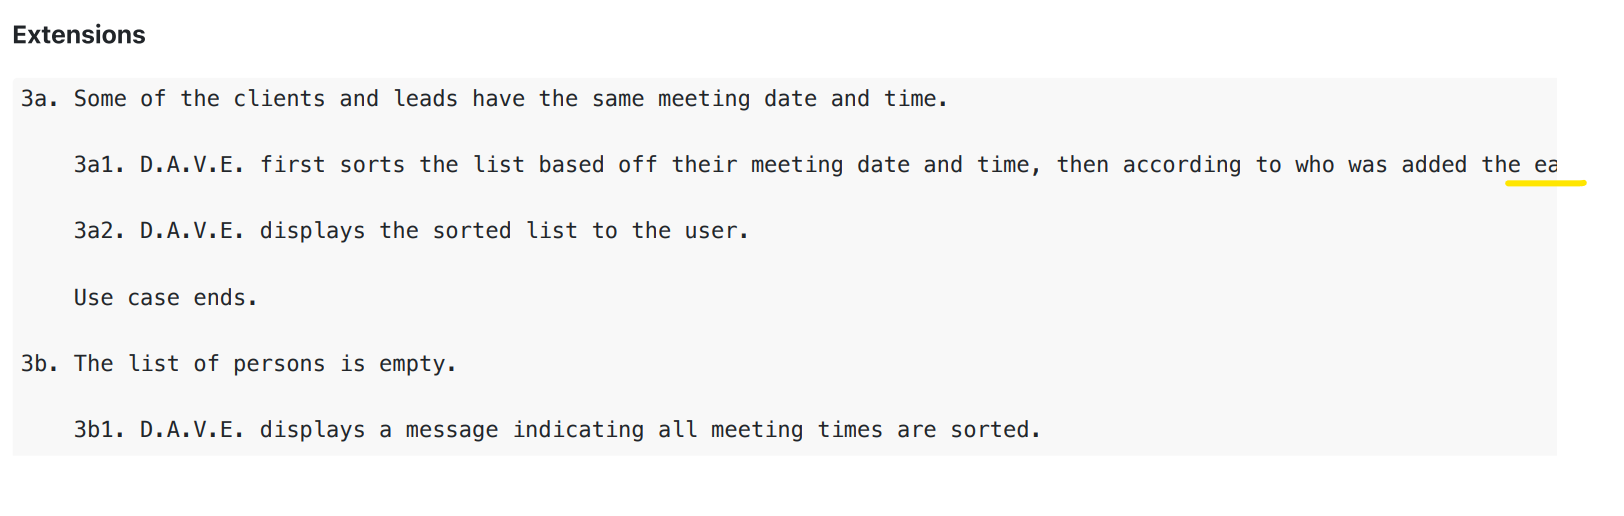 Extensions
3a. Some of the clients and leads have the same meeting date and time.
3a1. D.A.V.E. first sorts the list based off their meeting date and time, then according to who was added the ea
3a2. D.A.V.E. displays the sorted list to the user.
Use case ends.
3b. The list of persons is empty.
3b1. D.A.V.E. displays a message indicating all meeting times are sorted.